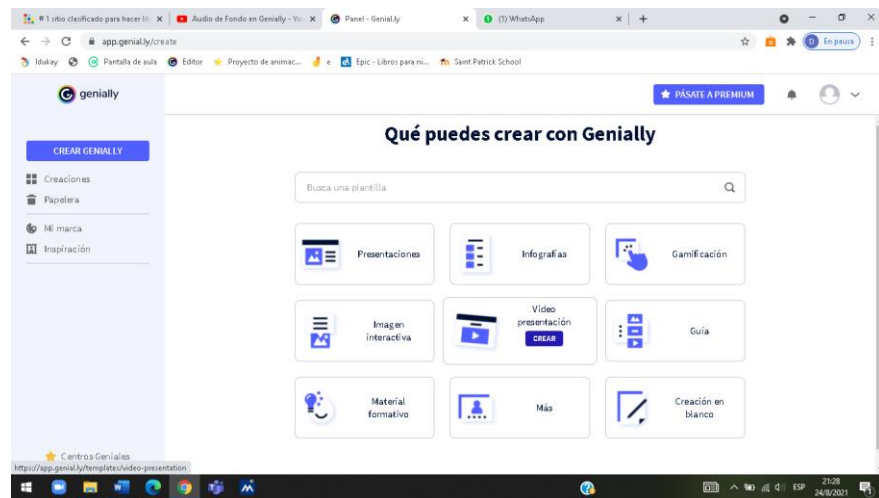 # 1 sitio clasificado para hacer lib
Audio de Fondo en Genially - Yo
Panel - Genial.ly
(1) WhatsApp
app.genial.ly/create
En pausa
Idukay
Pantalla de aula
Editor
Proyecto de animac...
e
Epic - Libros para ni...
Saint Patrick School
genially
PÁSATE A PREMIUM
CREAR GENIALLY
Creaciones
Papelera
Mi marca
Inspiración
Qué puedes crear con Genially
Busca una plantilla
Presentaciones
Infografías
Gamificación
Imagen
interactiva
Video
presentación
CREAR
Guía
Material
formativo
Más
Creación en
blanco
Centros Geniales
https://app.genial.ly/templates/video-presentation
ESP
21:28
24/8/2021